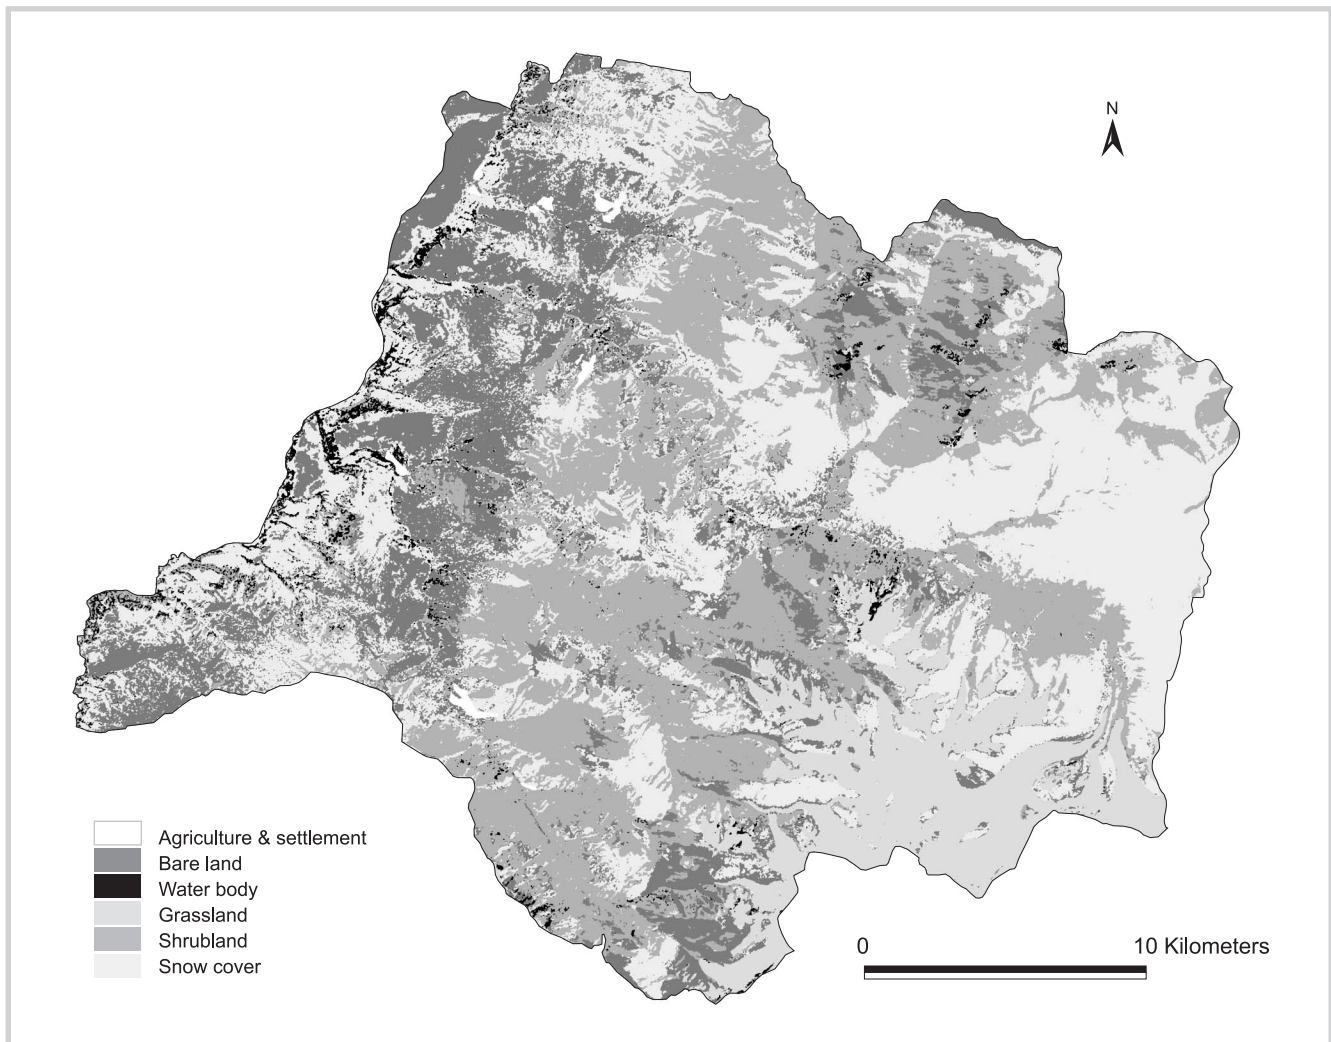 N
Agriculture & settlement
Bare land
Water body
Grassland
Shrubland
Snow cover
0 10 Kilometers